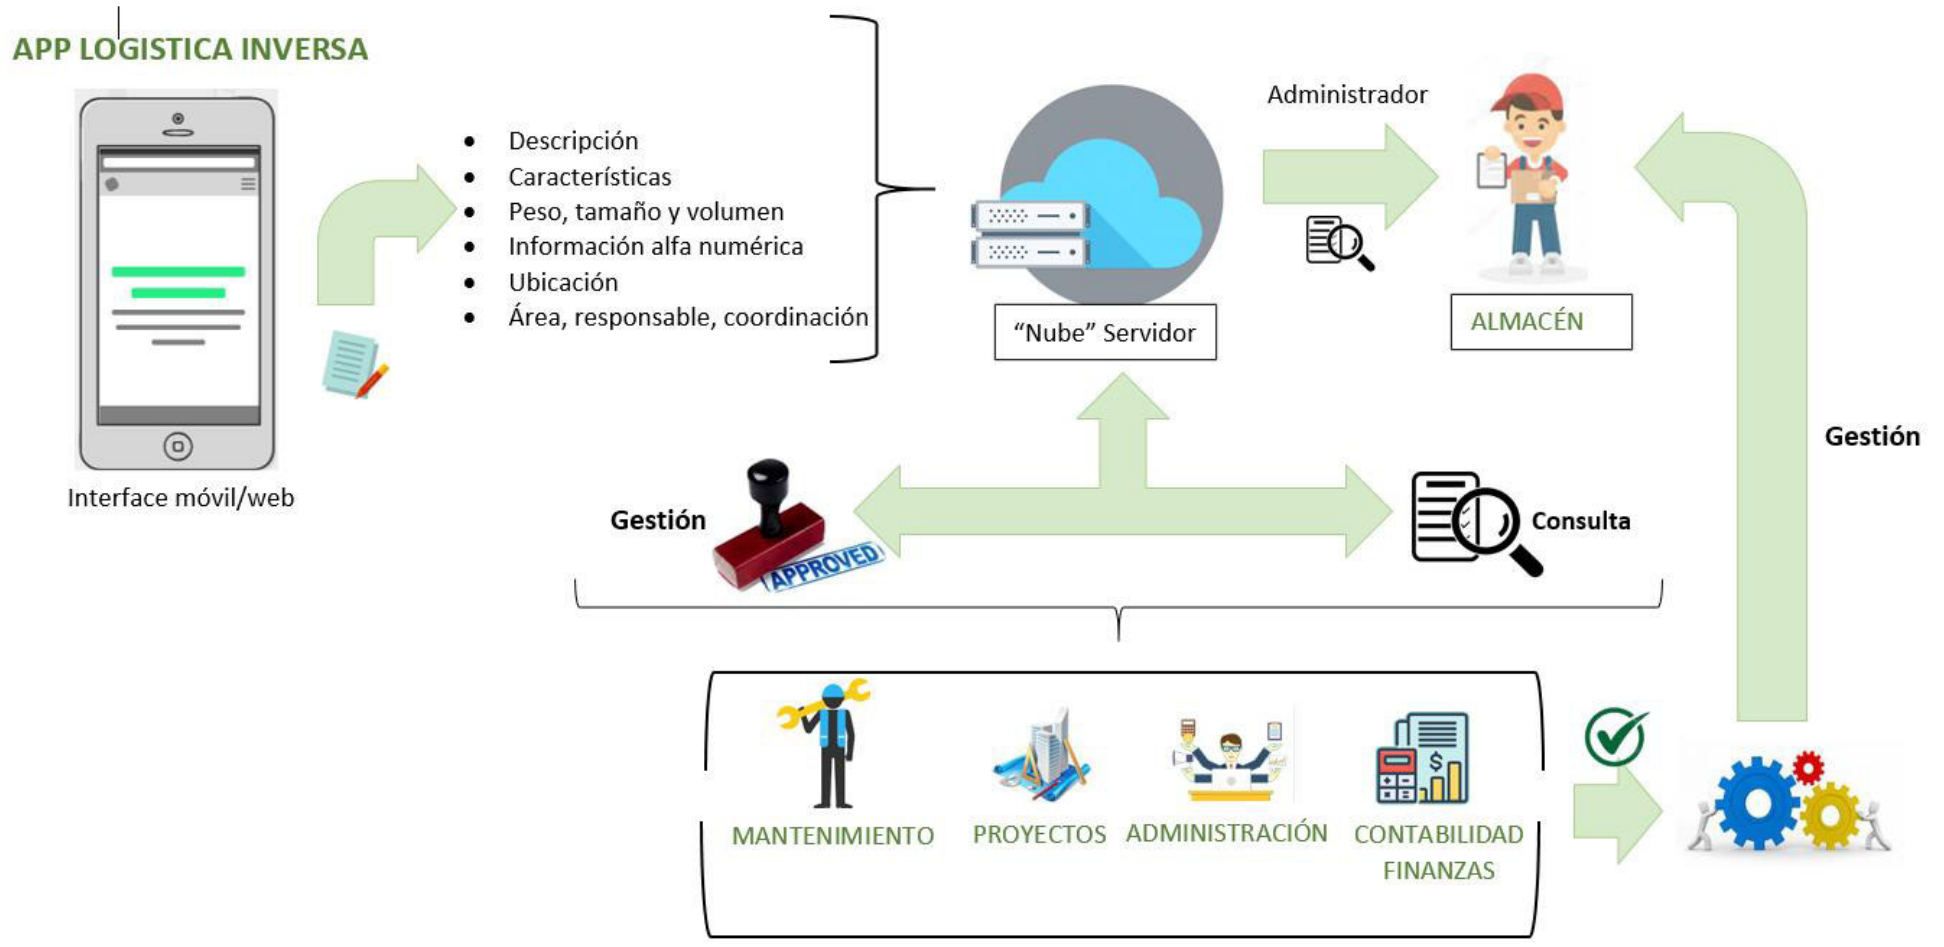 APP LOGISTICA INVERSA
Interface móvil/web
Descripción
Características
Peso, tamaño y volumen
Información alfa numérica
Ubicación
Área, responsable, coordinación
“Nube” Servidor
Administrador
ALMACÉN
Gestión
Gestión
APPROVED
Consulta
MANTENIMIENTO
PROYECTOS
ADMINISTRACIÓN
CONTABILIDAD
FINANZAS
$